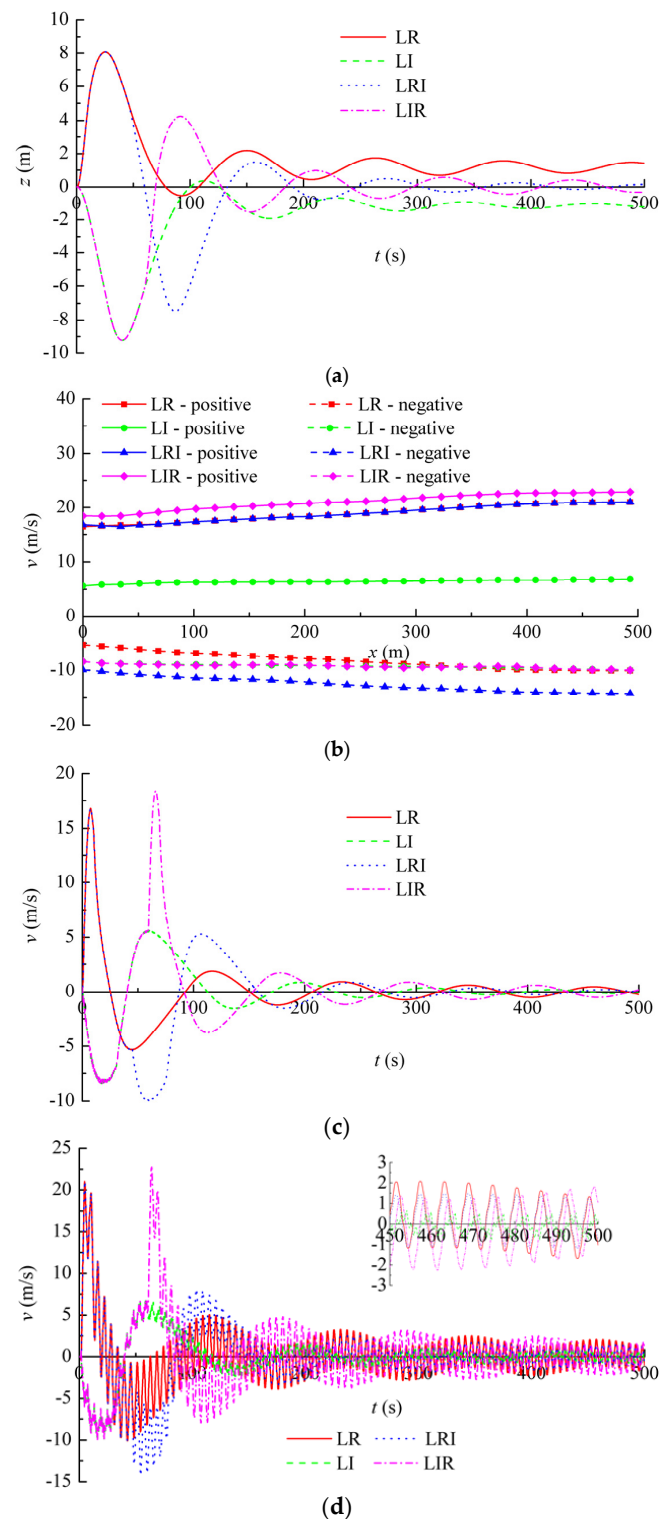 10
8
6
4
2
0
-2
-4
-6
-8
-10
z (m)
0 100 200 300 400 500
t (s)
LR
LI
LRI
LIR
(a)
40
30
20
10
0
-10
-20
v (m/s)
LR - positive LR - negative
LI - positive LI - negative
LRI - positive LRI - negative
LIR - positive LIR - negative
0 100 200 300 400 500
x (m)
(b)
20
15
10
5
0
-5
-10
v (m/s)
LR
LI
LRI
LIR
0 100 200 300 400 500
t (s)
(c)
25
20
15
10
5
0
-5
-10
-15
v (m/s)
3
2
1
0
-1
-2
-3
450 460 470 480 490 500
0 100 200 300 400 500
t (s)
LR LRI
LI LIR
(d)